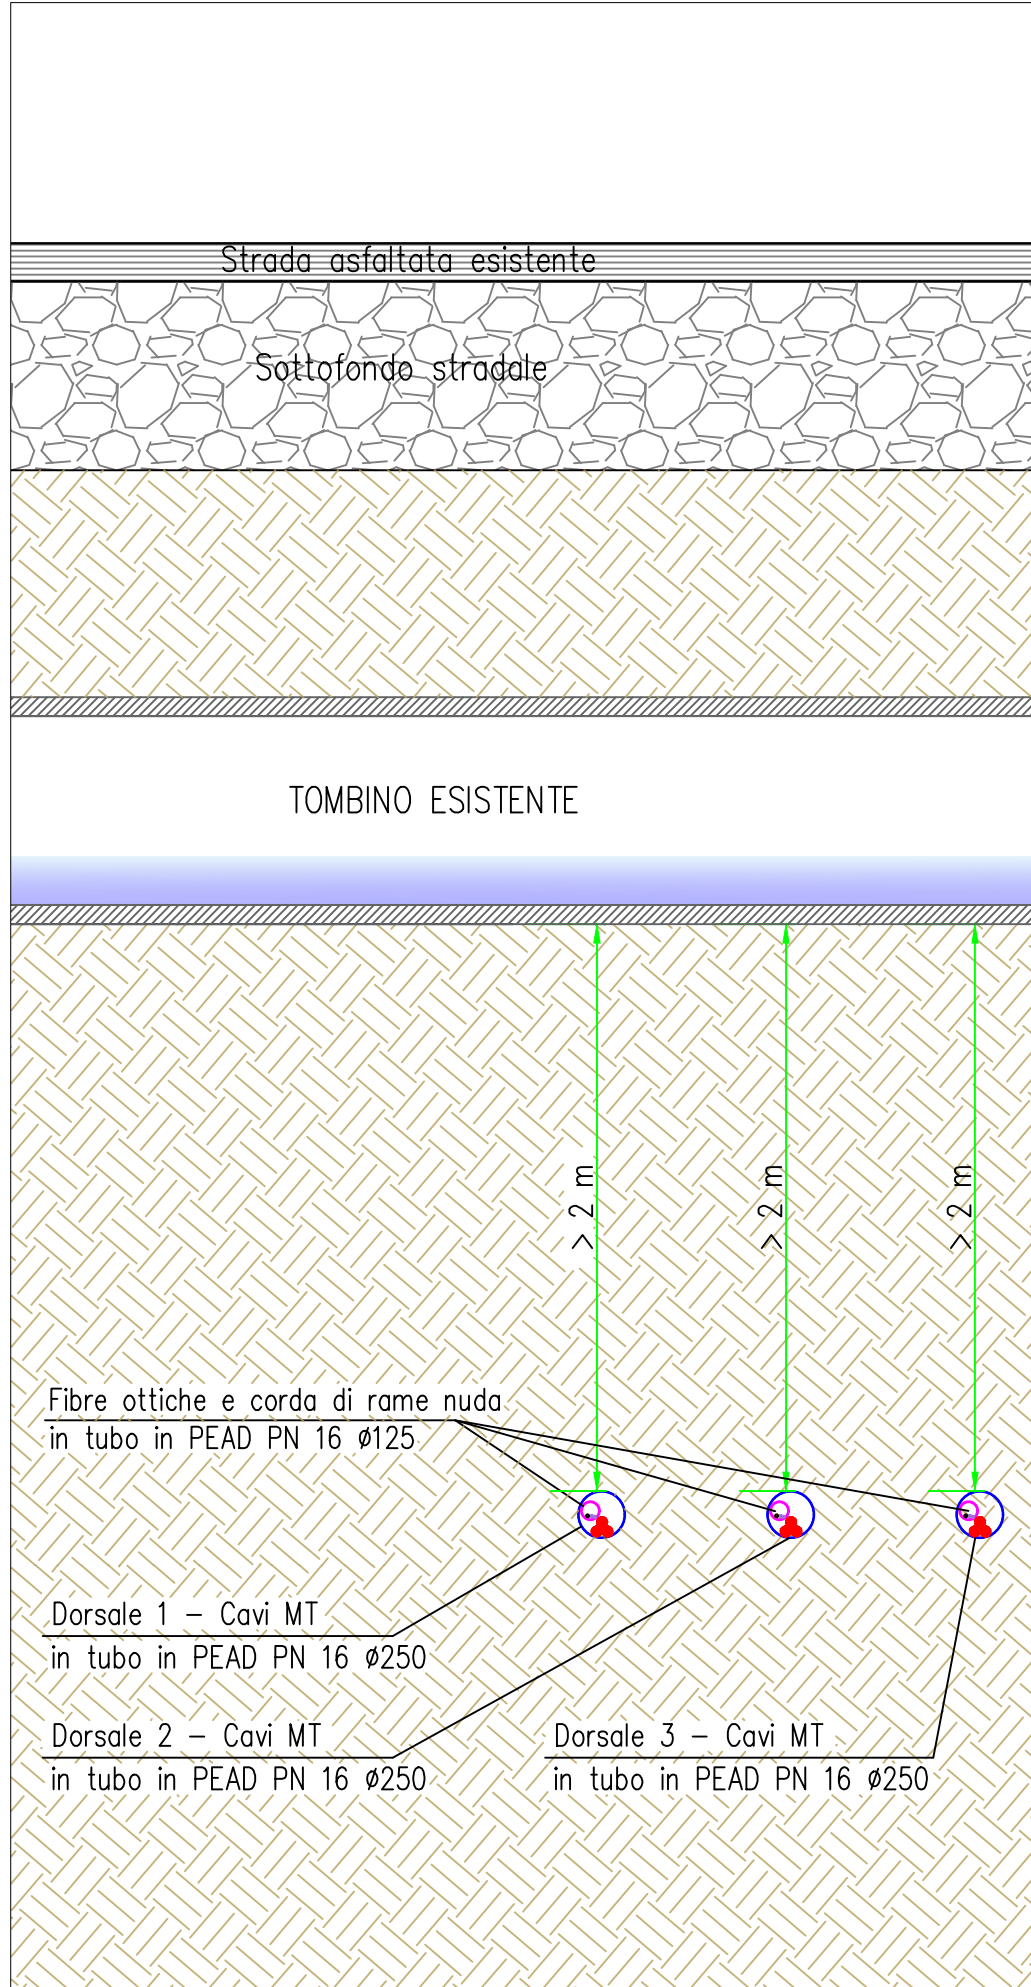 Strada asfaltata esistente
Sottofondo stradale
TOMBINO ESISTENTE
> 2 m
> 2 m
> 2 m
Fibre ottiche e corda di rame nuda
in tubo in PEAD PN 16 ø125
Dorsale 1 - Cavi MT
in tubo in PEAD PN 16 ø250
Dorsale 2 - Cavi MT
in tubo in PEAD PN 16 ø250
Dorsale 3 - Cavi MT
in tubo in PEAD PN 16 ø250